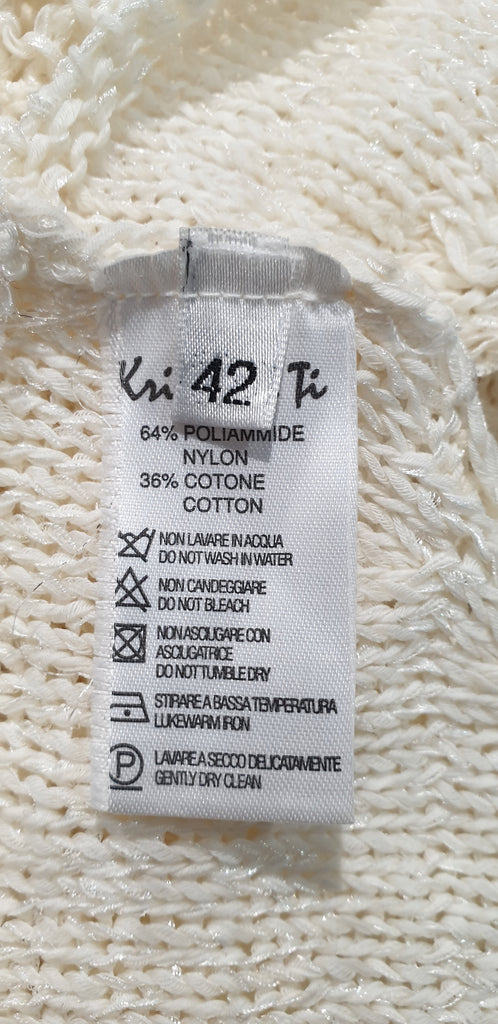 Kri 42 Ti
64% POLIAMMIDE
NYLON
36% COTONE
COTTON
NON LAVARE IN ACQUA
DO NOT WASH IN WATER
NON CANDEGGIARE
DO NOT BLEACH
NON ASCIUGARE CON
ASCIUGATRICE
DO NOT TUMBLE DRY
STIRARE A BASSA TEMPERATURA
LUKEWARM IRON
P
LAVARE A SECCO DELICATAMENTE
GENTLY DRY CLEAN